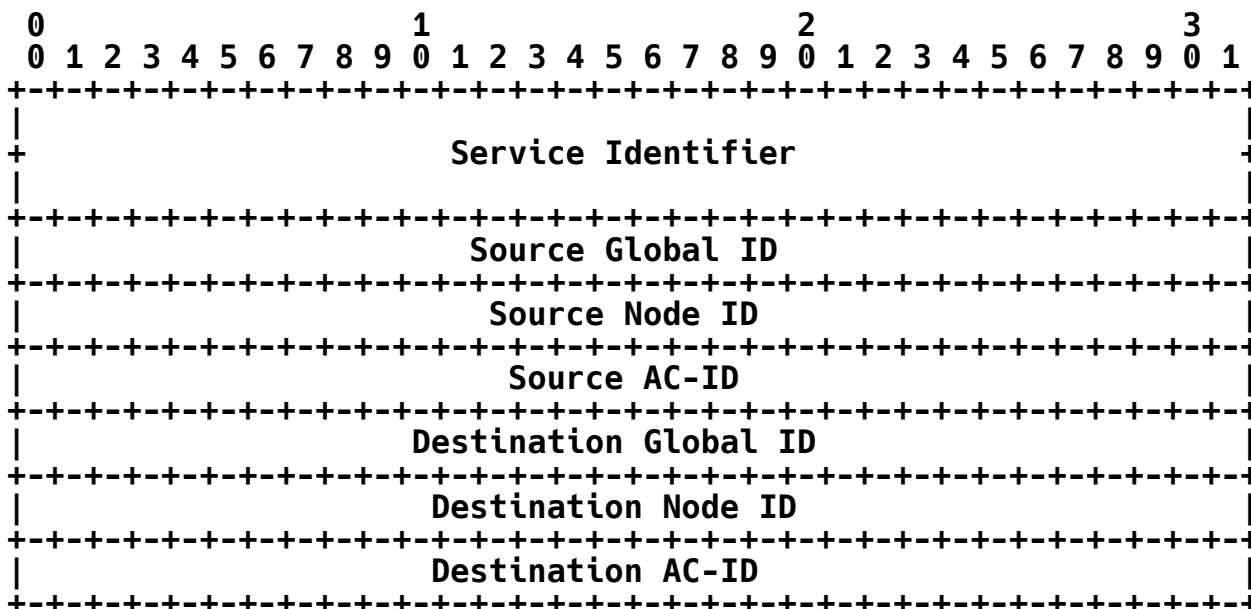 0                   1                   2                   3
 0 1 2 3 4 5 6 7 8 9 0 1 2 3 4 5 6 7 8 9 0 1 2 3 4 5 6 7 8 9 0 1
+-+-+-+-+-+-+-+-+-+-+-+-+-+-+-+-+-+-+-+-+-+-+-+-+-+-+-+-+-+-+-+-+
|                                                               |
+                      Service Identifier                       +
|                                                               |
+-+-+-+-+-+-+-+-+-+-+-+-+-+-+-+-+-+-+-+-+-+-+-+-+-+-+-+-+-+-+-+-+
|                       Source Global ID                        |
+-+-+-+-+-+-+-+-+-+-+-+-+-+-+-+-+-+-+-+-+-+-+-+-+-+-+-+-+-+-+-+-+
|                        Source Node ID                         |
+-+-+-+-+-+-+-+-+-+-+-+-+-+-+-+-+-+-+-+-+-+-+-+-+-+-+-+-+-+-+-+-+
|                         Source AC-ID                          |
+-+-+-+-+-+-+-+-+-+-+-+-+-+-+-+-+-+-+-+-+-+-+-+-+-+-+-+-+-+-+-+-+
|                    Destination Global ID                      |
+-+-+-+-+-+-+-+-+-+-+-+-+-+-+-+-+-+-+-+-+-+-+-+-+-+-+-+-+-+-+-+-+
|                     Destination Node ID                       |
+-+-+-+-+-+-+-+-+-+-+-+-+-+-+-+-+-+-+-+-+-+-+-+-+-+-+-+-+-+-+-+-+
|                     Destination AC-ID                         |
+-+-+-+-+-+-+-+-+-+-+-+-+-+-+-+-+-+-+-+-+-+-+-+-+-+-+-+-+-+-+-+-+